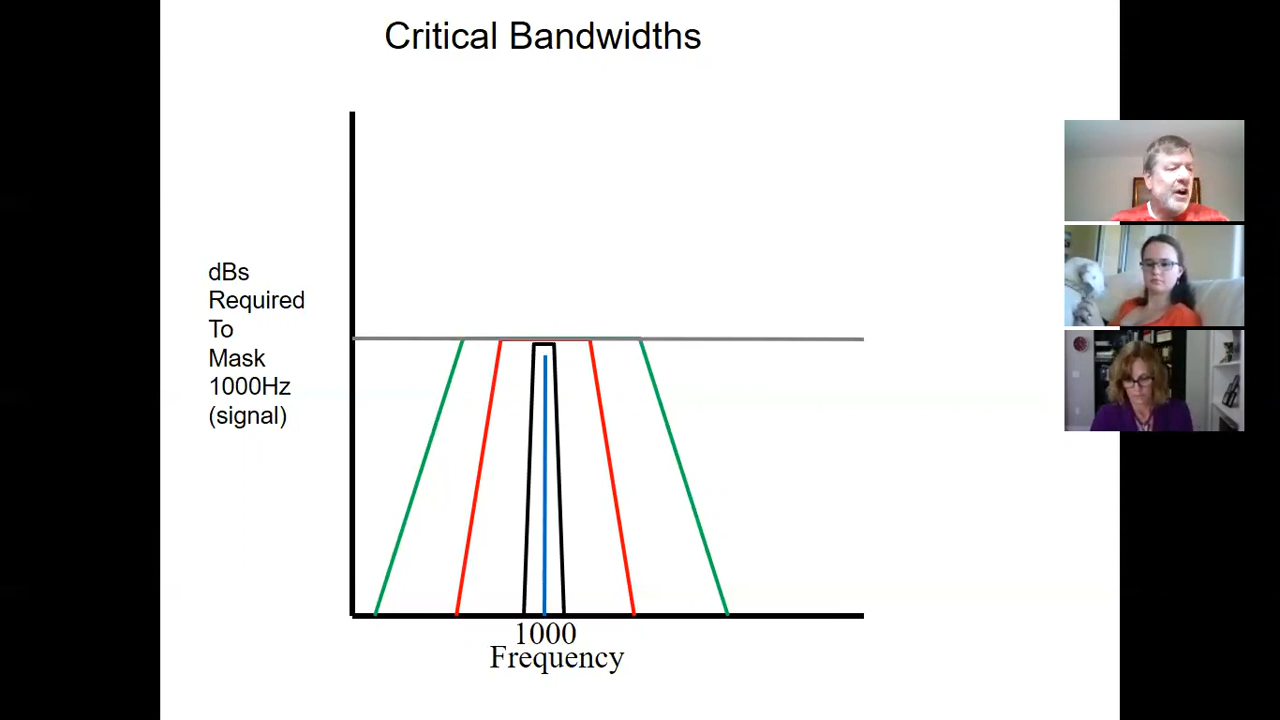 Critical Bandwidths
dBs
Required
To
Mask
1000Hz
(signal)
1000
Frequency